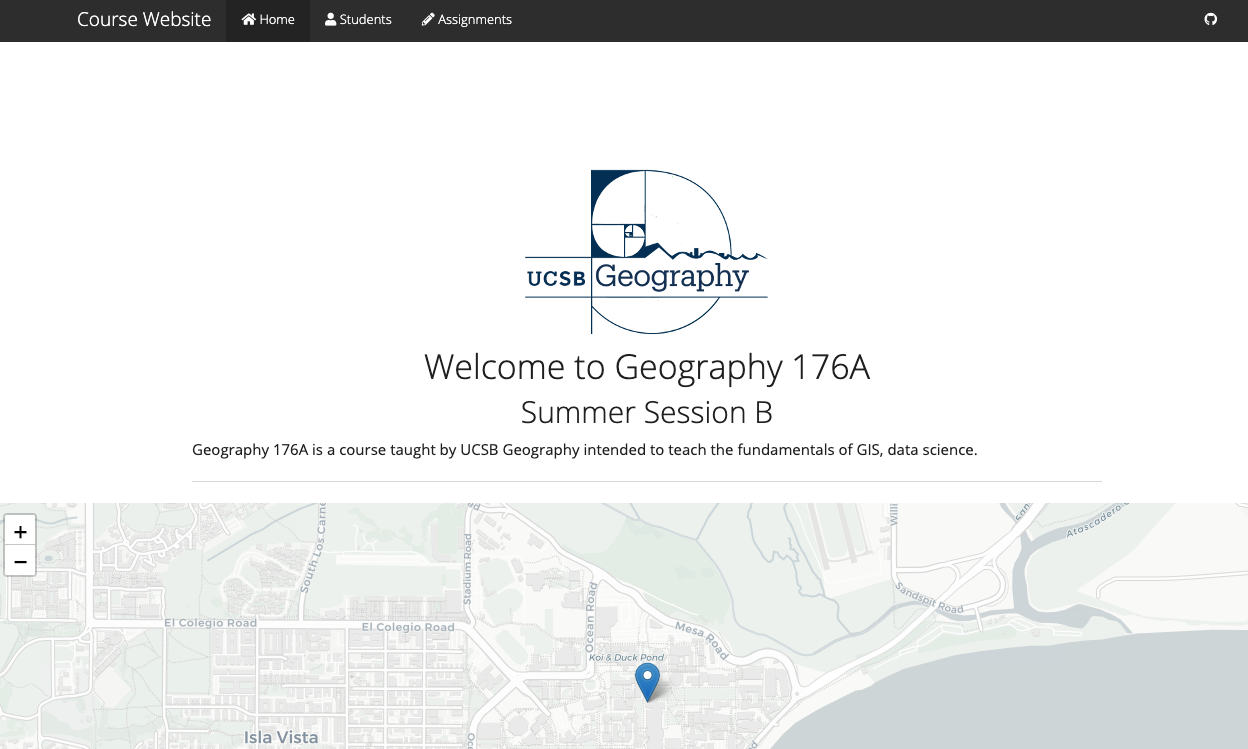 Course Website Home Students Assignments
UCSB Geography
Welcome to Geography 176A
Summer Session B
Geography 176A is a course taught by UCSB Geography intended to teach the fundamentals of GIS, data science.
+
−
South Los Carne
Stadium Road
Willi
Atascadero C
Sandspit Road
Ocean Road
El Colegio Road
El Colegio Road
Mesa Road
Koi & Duck Pond
Isla Vista